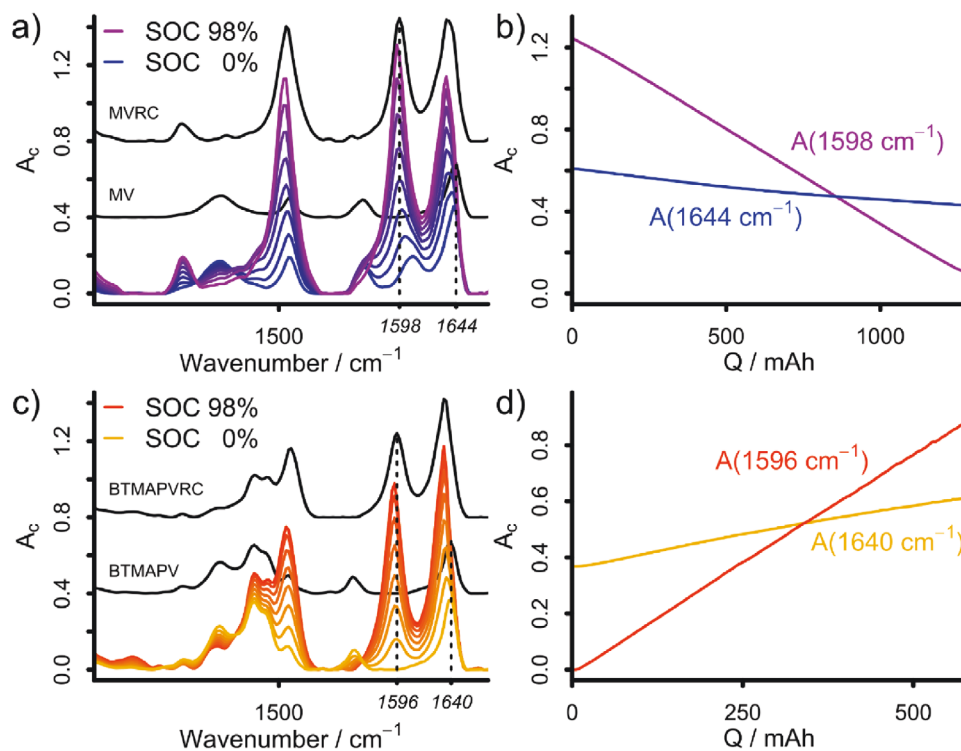 a)
SOC 98%
SOC 0%
MVRC
MV
A_c
0.0 0.4 0.8 1.2
1500
1598
1644
Wavenumber / cm⁻¹
b)
A(1598 cm⁻¹)
A(1644 cm⁻¹)
A_c
0.0 0.4 0.8 1.2
0 500 1000
Q / mAh
c)
SOC 98%
SOC 0%
BTMAPVRC
BTMAPV
A_c
0.0 0.4 0.8 1.2
1500
1596
1640
Wavenumber / cm⁻¹
d)
A(1596 cm⁻¹)
A(1640 cm⁻¹)
A_c
0.0 0.2 0.4 0.6 0.8
0 250 500
Q / mAh